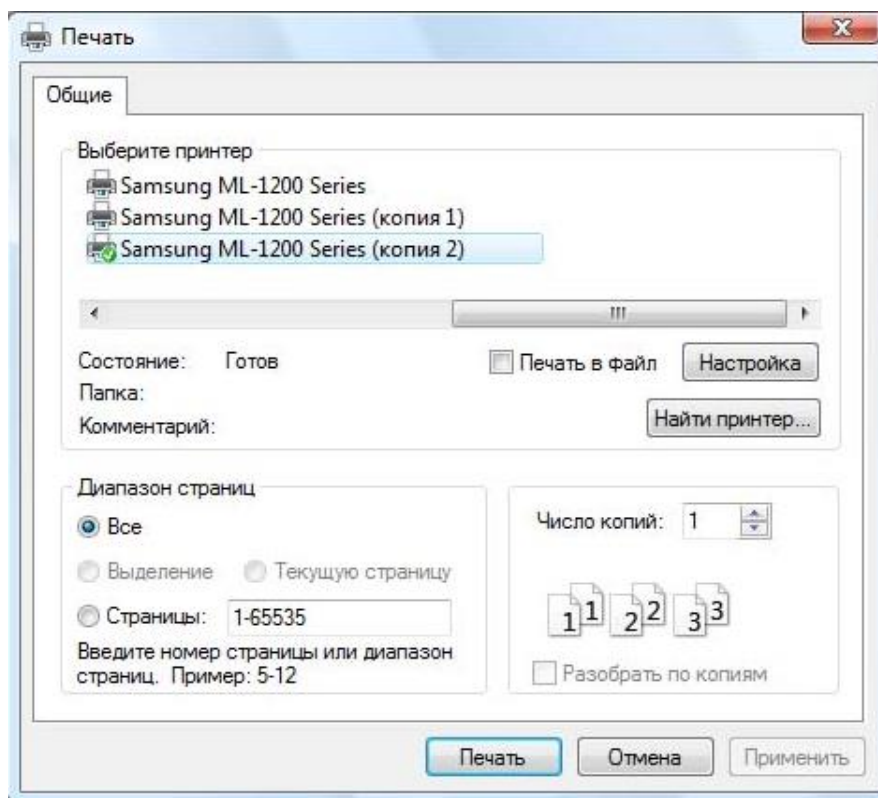 Печать
Общие
Выберите принтер
Samsung ML-1200 Series
Samsung ML-1200 Series (копия 1)
Samsung ML-1200 Series (копия 2)
Состояние: Готов
Печать в файл
Настройка
Папка:
Комментарий:
Найти принтер...
Диапазон страниц
Все
Выделение Текущую страницу
Страницы: 1-65535
Введите номер страницы или диапазон
страниц. Пример: 5-12
Число копий: 1
1 1 2 2 3 3
Разобрать по копиям
Печать Отмена Применить